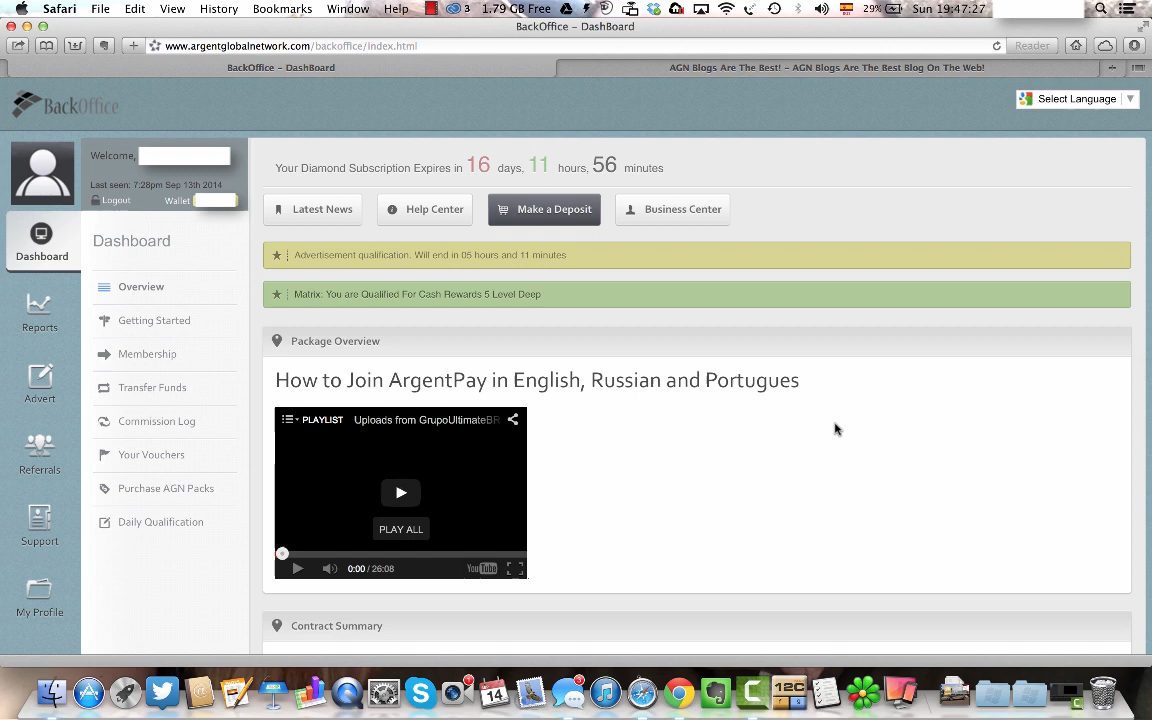 Safari File Edit View History Bookmarks Window Help 3 1.79 GB Free 29% Sun 19:47:27
BackOffice – DashBoard
www.argentglobalnetwork.com/backoffice/index.html Reader
BackOffice – DashBoard AGN Blogs Are The Best! – AGN Blogs Are The Best Blog On The Web!
BackOffice
Select Language
Welcome,
Last seen: 7:28pm Sep 13th 2014
Logout Wallet
Dashboard
Reports
Advert
Referrals
Support
My Profile
Dashboard
Overview
Getting Started
Membership
Transfer Funds
Commission Log
Your Vouchers
Purchase AGN Packs
Daily Qualification
Your Diamond Subscription Expires in 16 days, 11 hours, 56 minutes
Latest News Help Center Make a Deposit Business Center
Advertisement qualification. Will end in 05 hours and 11 minutes
Matrix: You are Qualified For Cash Rewards 5 Level Deep
Package Overview
How to Join ArgentPay in English, Russian and Portugues
PLAYLIST Uploads from GrupoUltimateBR
PLAY ALL
0:00 / 26:08 YouTube
Contract Summary
14 12C